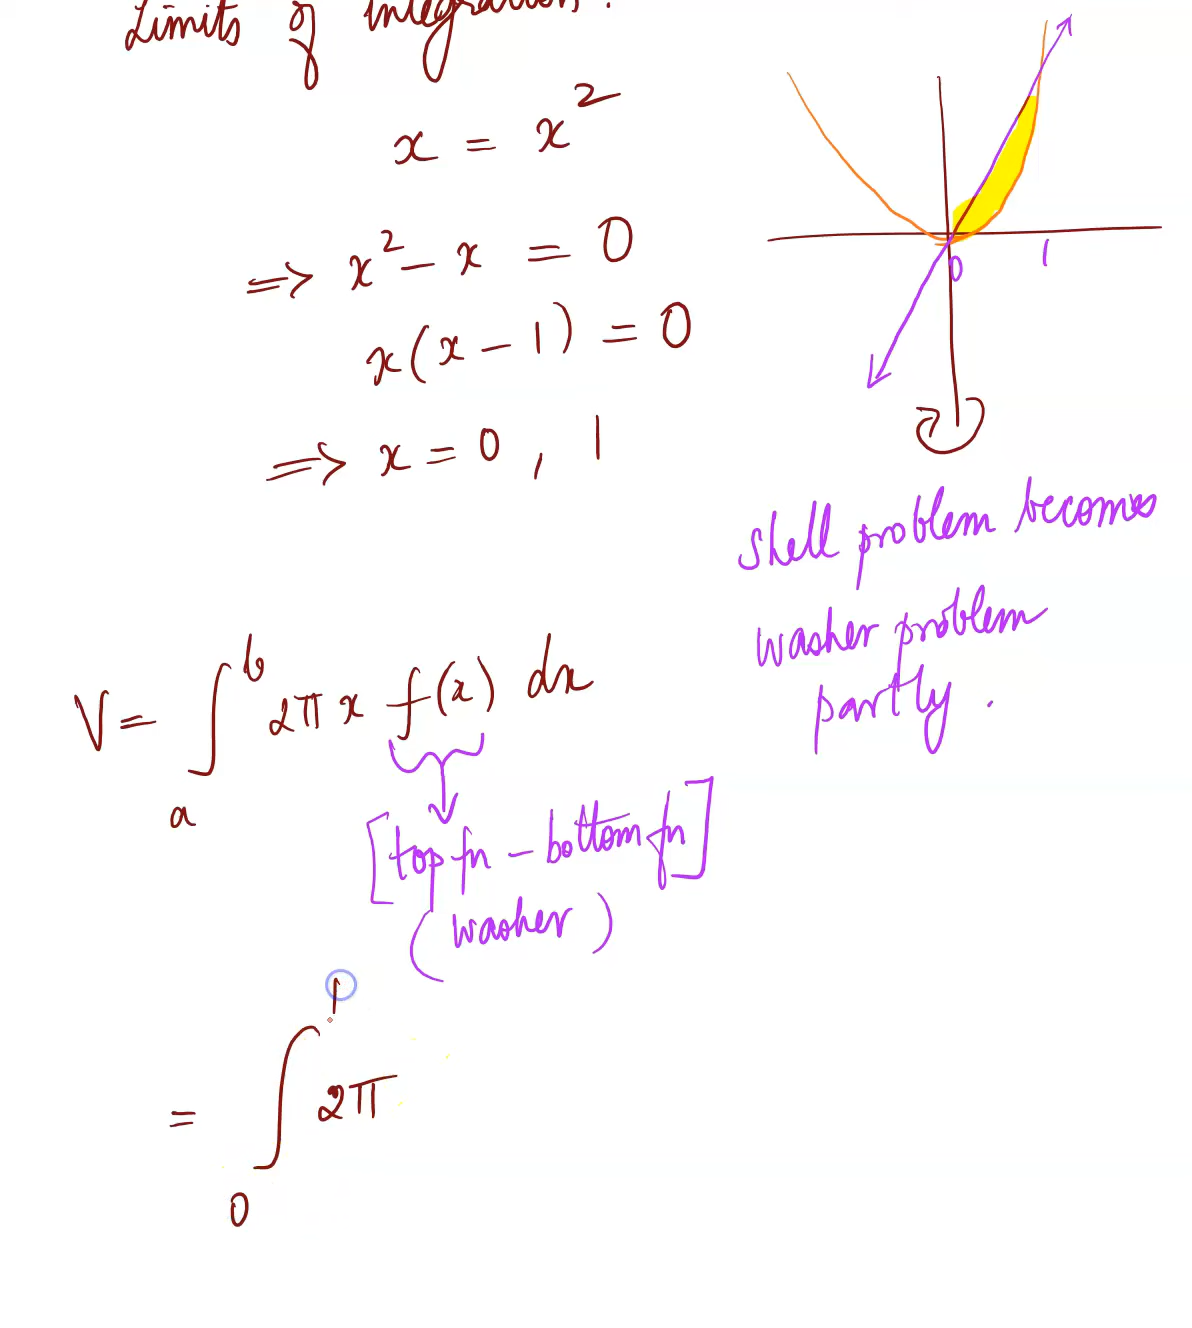 Limits of Integration:
x = x²
⟹ x² - x = 0
x(x - 1) = 0
⟹ x = 0, 1
0 1
shell problem becomes
washer problem
partly.
V = ∫ₐᵇ 2π x f(x) dx
[top fn - bottom fn]
(washer)
= ∫₀¹ 2π